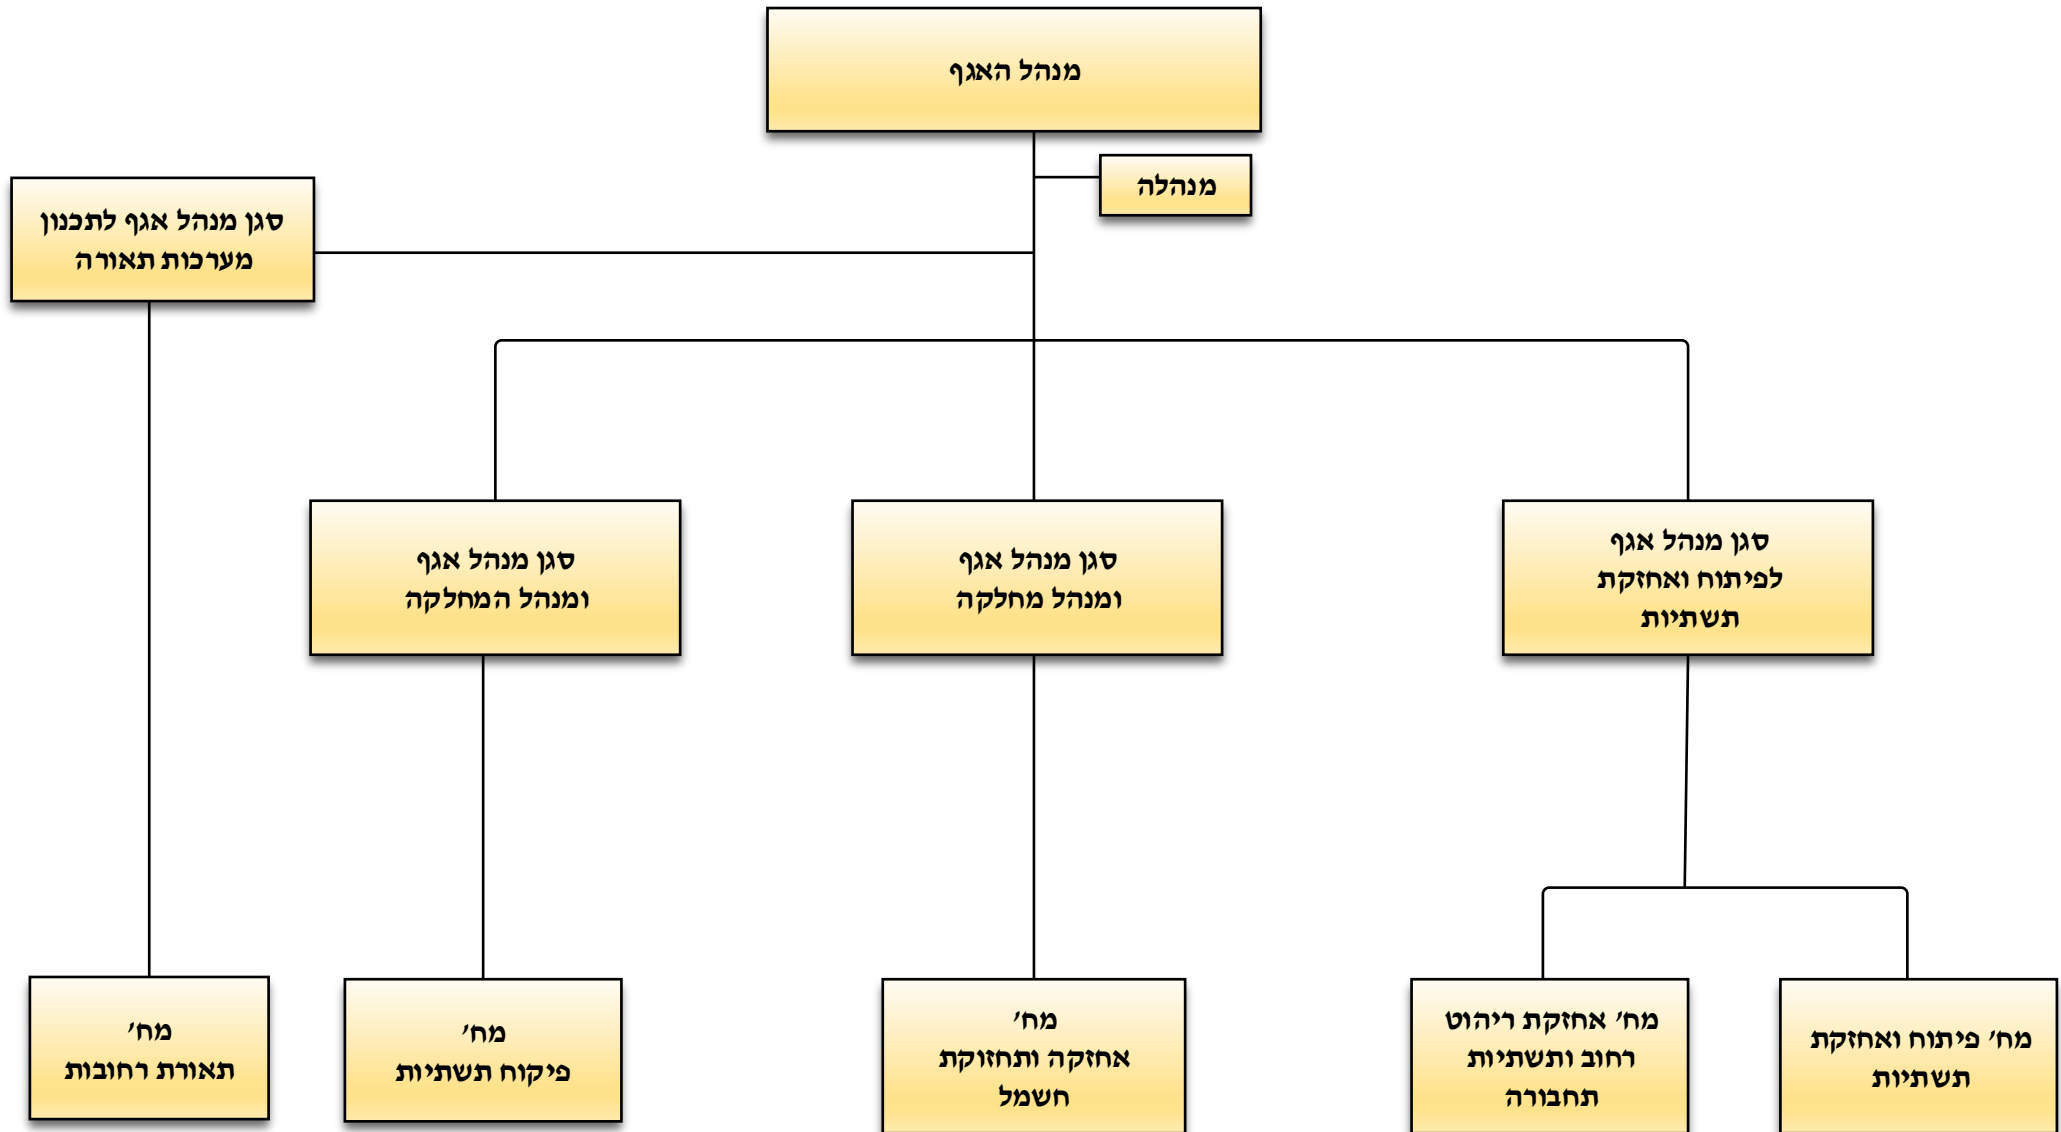 מנהל האגף
מנהלה
סגן מנהל אגף לתכנון
מערכות תאורה
סגן מנהל אגף
לפיתוח ואחזקת
תשתיות
סגן מנהל אגף
ומנהל מחלקה
סגן מנהל אגף
ומנהל המחלקה
מח' פיתוח ואחזקת
תשתיות
מח' אחזקת ריהוט
רחוב ותשתיות
תחבורה
מח'
אחזקה ותחזוקת
חשמל
מח'
פיקוח תשתיות
מח'
תאורת רחובות